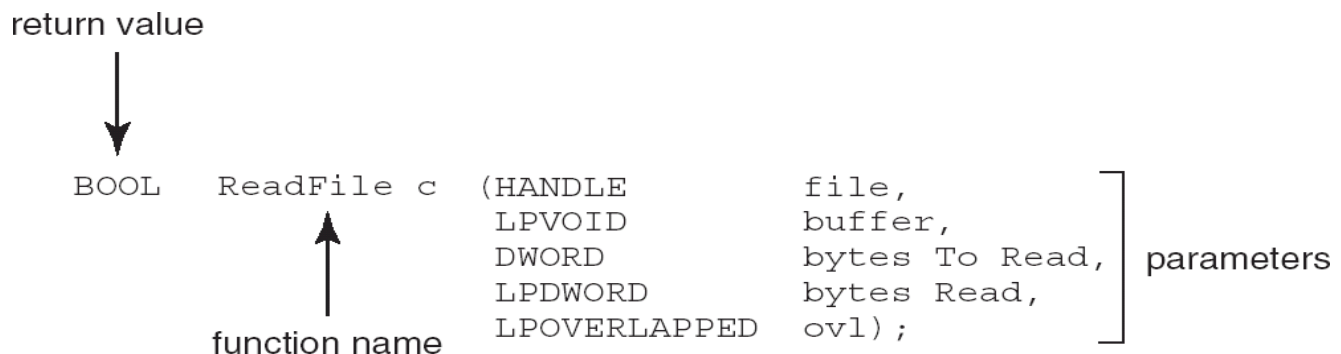 return value
BOOL ReadFile c (HANDLE file,
LPVOID buffer,
DWORD bytes To Read,
LPDWORD bytes Read,
LPOVERLAPPED ovl);
parameters
function name